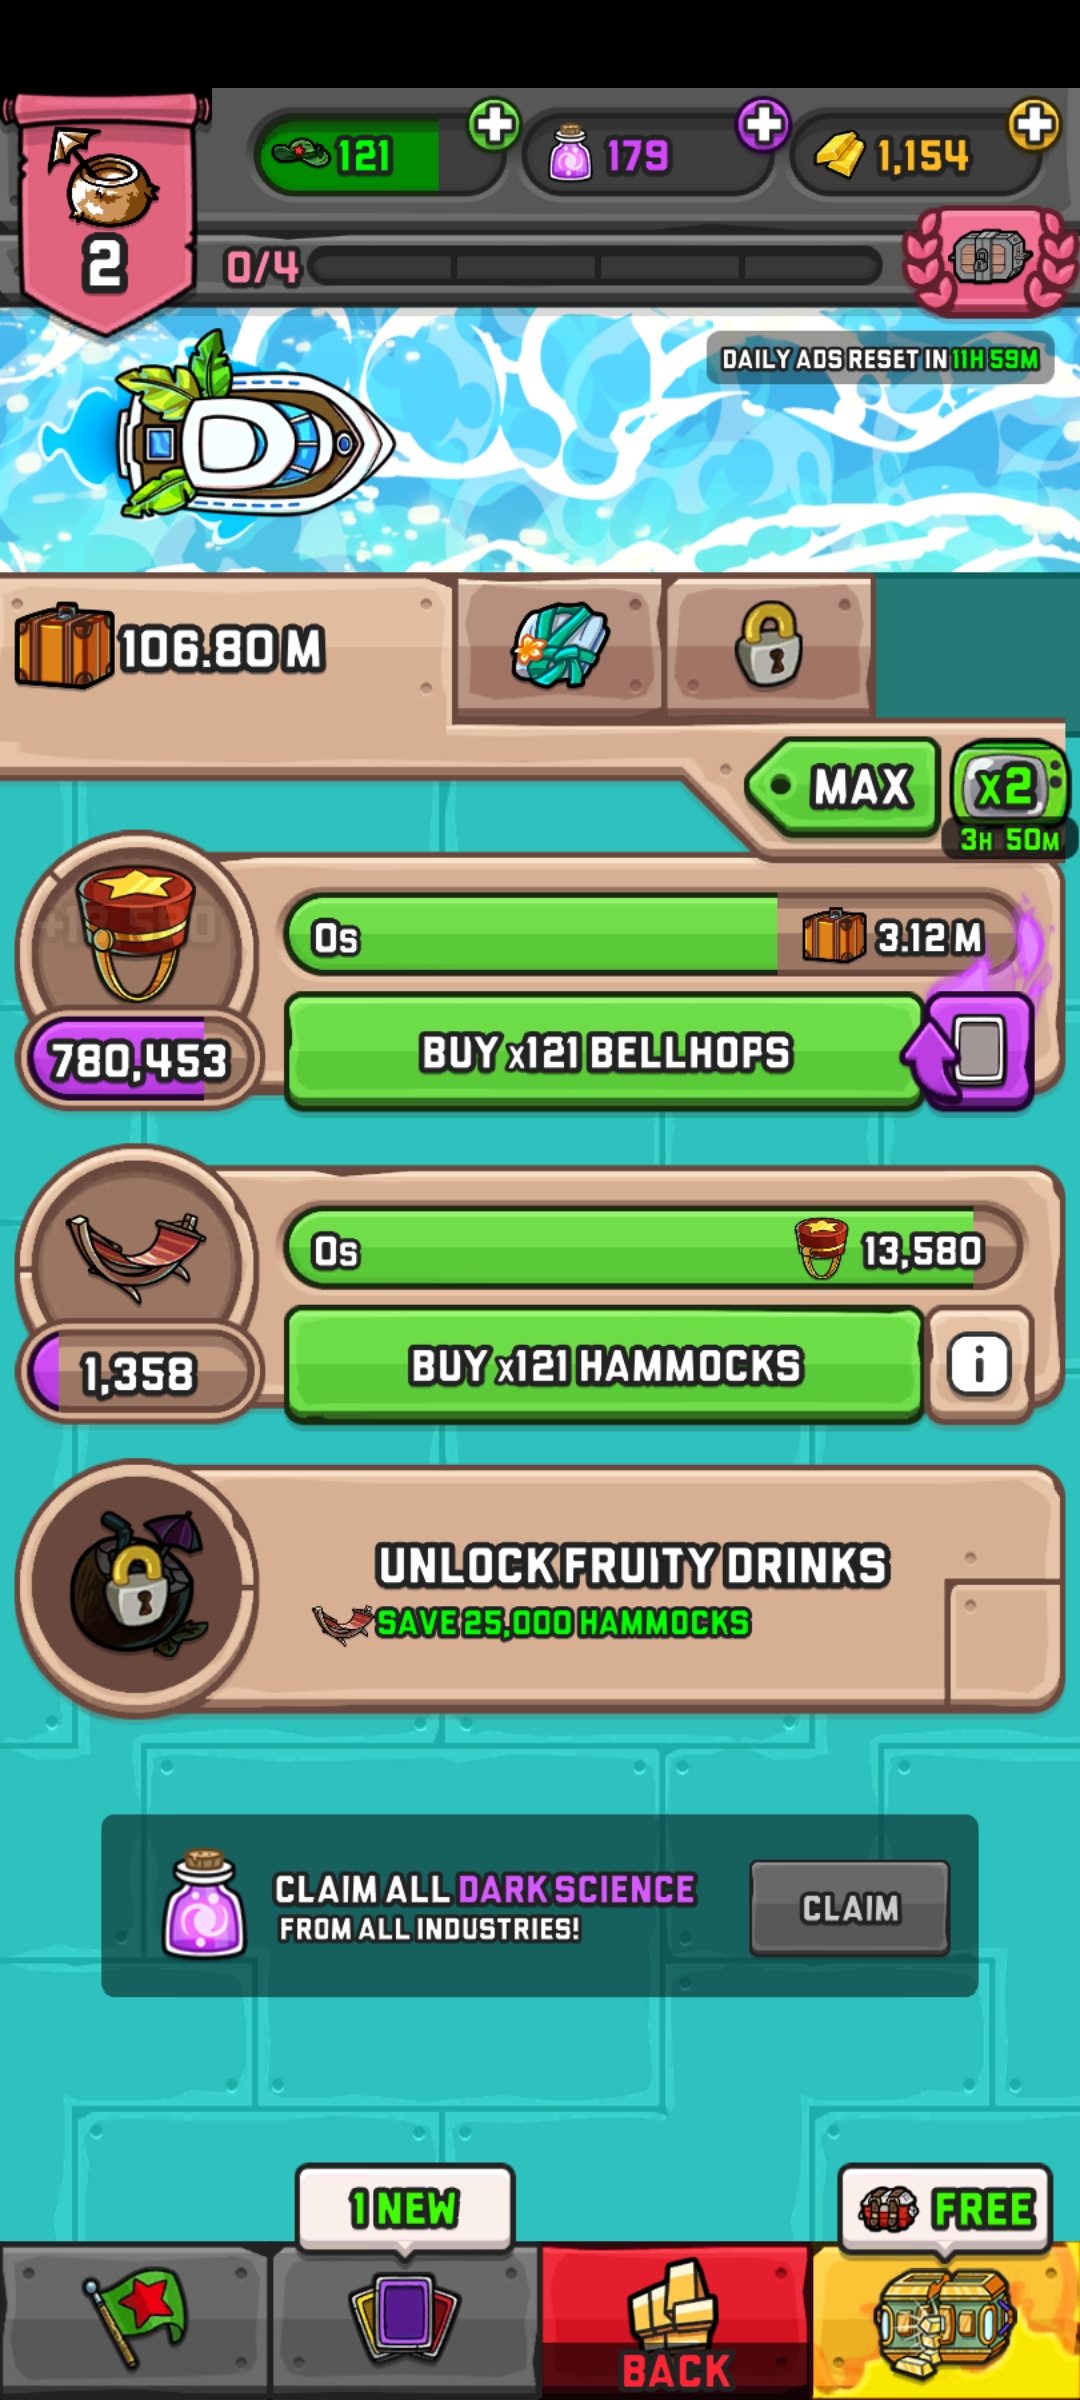 121
179
1,154
2
0/4
DAILY ADS RESET IN 11H 59M
106.80 M
MAX
x2
3H 50M
+13,580
0s
3.12 M
780,453
BUY x121 BELLHOPS
0s
13,580
1,358
BUY x121 HAMMOCKS
i
UNLOCK FRUITY DRINKS
SAVE 25,000 HAMMOCKS
CLAIM ALL DARK SCIENCE
FROM ALL INDUSTRIES!
CLAIM
1 NEW
FREE
BACK